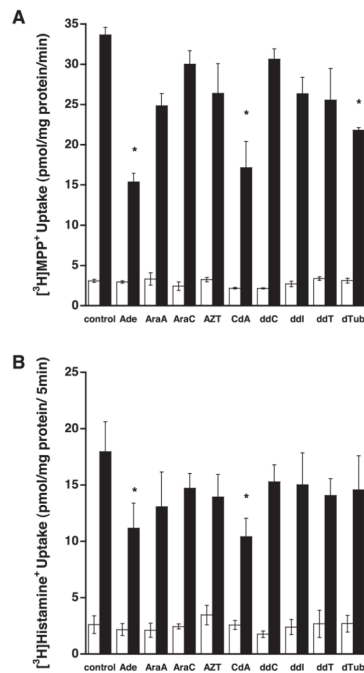 A
[³H]MPP⁺ Uptake (pmol/mg protein/min)
40
35
30
25
20
15
10
5
0
* * *
control Ade AraA AraC AZT CdA ddC ddI ddT dTub
B
[³H]Histamine⁺ Uptake (pmol/mg protein/ 5min)
25
20
15
10
5
0
* *
control Ade AraA AraC AZT CdA ddC ddI ddT dTub